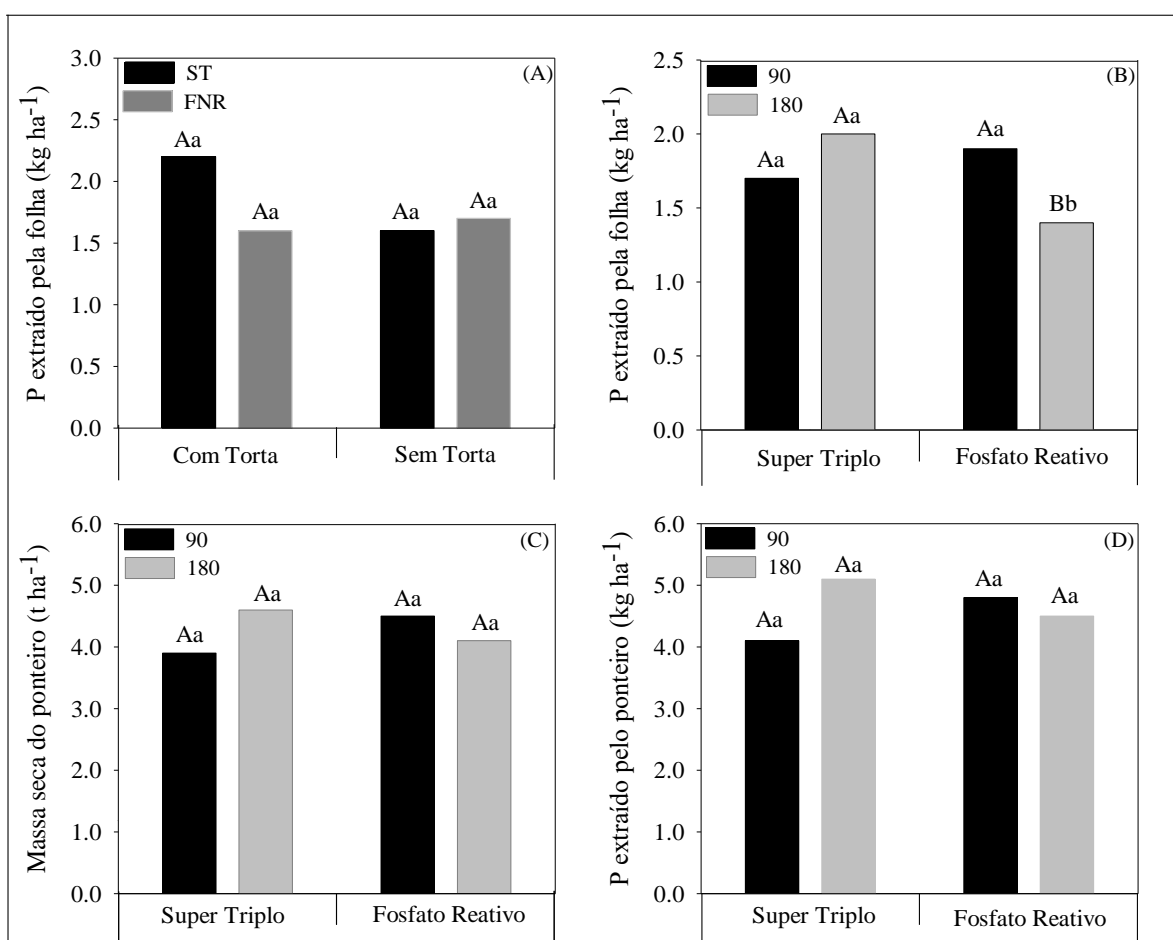 3.0
2.5
2.0
1.5
1.0
0.5
0.0
P extraído pela folha (kg ha-1)
ST
FNR
(A)
Aa
Aa
Aa
Aa
Com Torta
Sem Torta
2.5
2.0
1.5
1.0
0.5
0.0
P extraído pela folha (kg ha-1)
90
180
(B)
Aa
Aa
Aa
Bb
Super Triplo
Fosfato Reativo
6.0
5.0
4.0
3.0
2.0
1.0
0.0
Massa seca do ponteiro (t ha-1)
90
180
(C)
Aa
Aa
Aa
Aa
Super Triplo
Fosfato Reativo
6.0
5.0
4.0
3.0
2.0
1.0
0.0
P extraído pelo ponteiro (kg ha-1)
90
180
(D)
Aa
Aa
Aa
Aa
Super Triplo
Fosfato Reativo